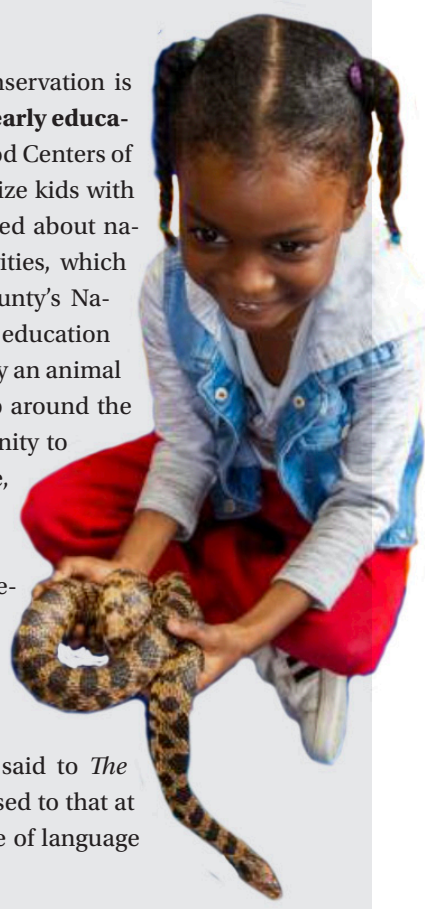 nservation is
early educa-
od Centers of
ize kids with
ed about na-
ities, which
unty's Na-
education
y an animal
o around the
nity to
e,
e-
said to The
sed to that at
e of language